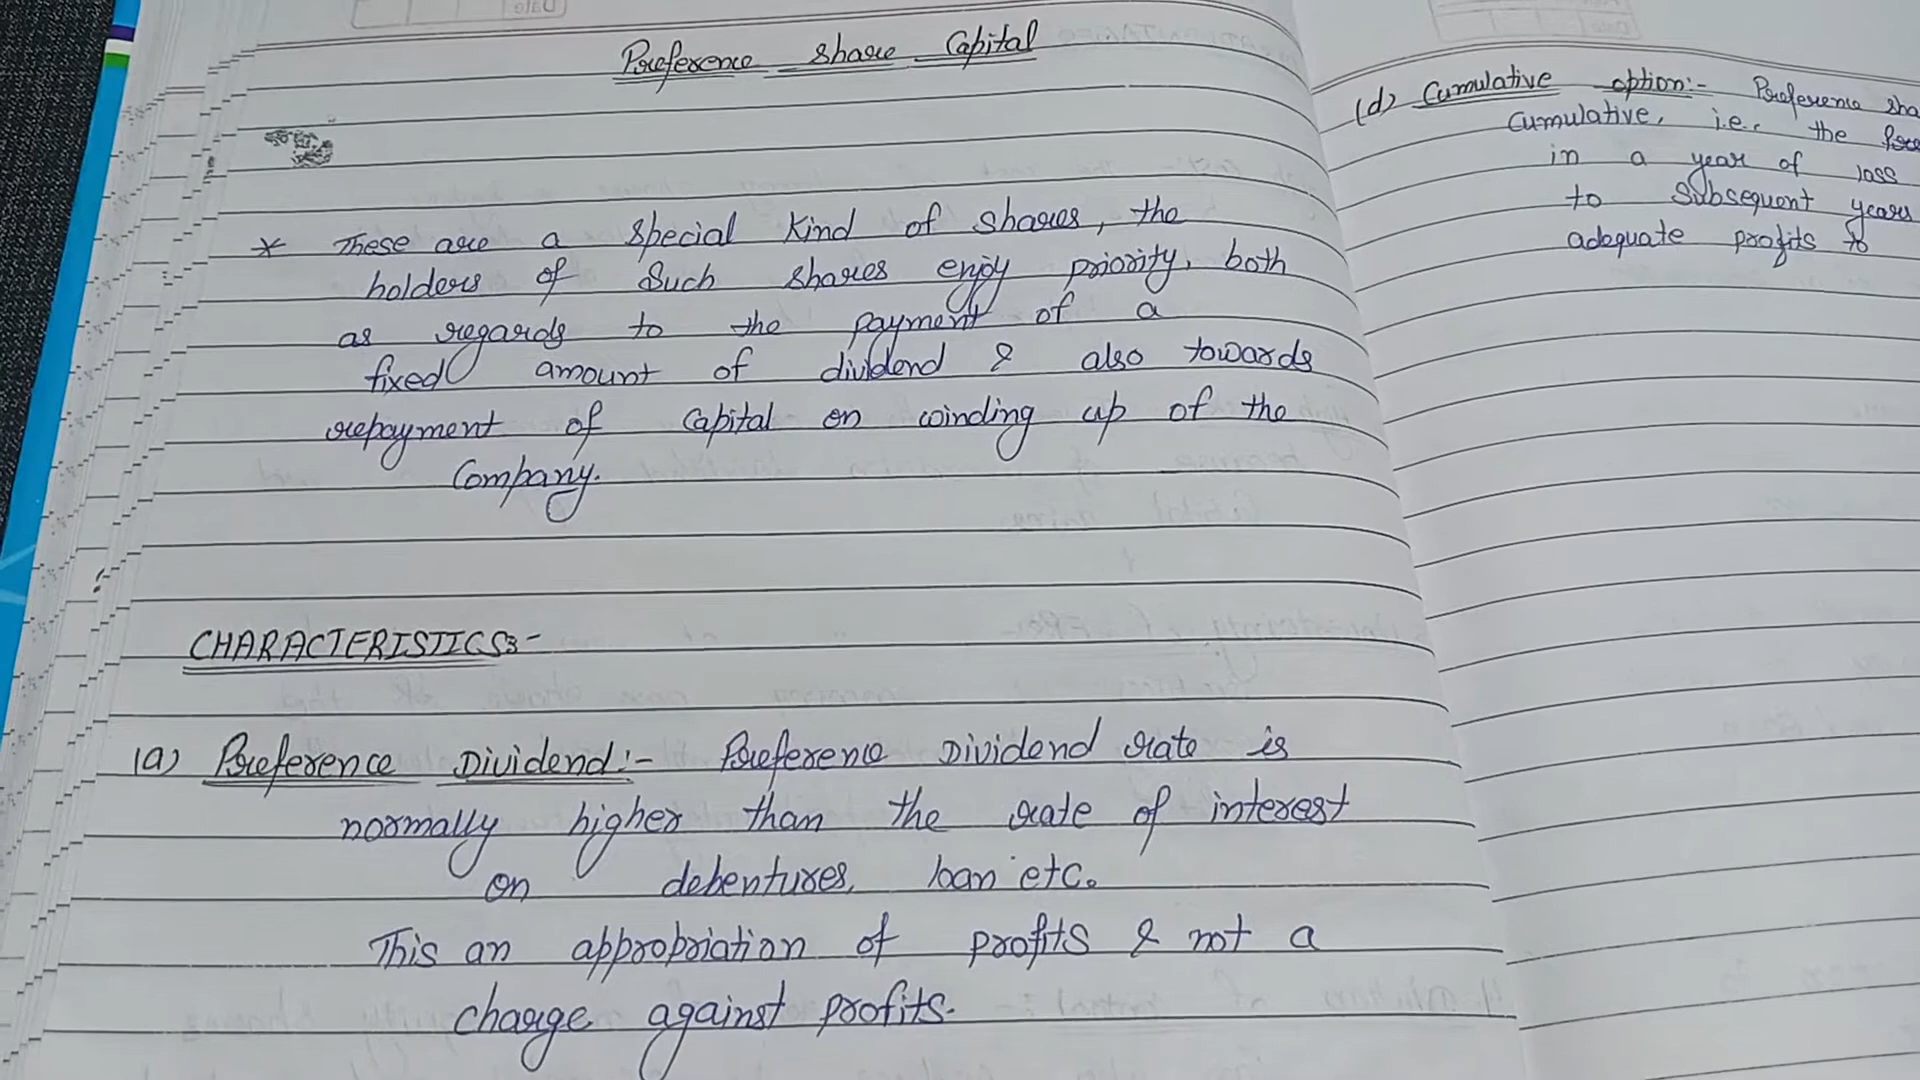 Preference share Capital
* These are a special Kind of shares, the
holders of Such shares enjoy priority, both
as regards to the payment of a
fixed amount of dividend & also towards
repayment of Capital on winding up of the
Company.
CHARACTERISTICS:-
(a) Preference Dividend:- Preference Dividend rate is
normally higher than the rate of interest
on debentures, loan etc.
This an appropriation of profits & not a
charge against profits.
(d) Cumulative option:- Preference sha
Cumulative, i.e., the
in a year of loss
to Subsequent years
adequate profits to